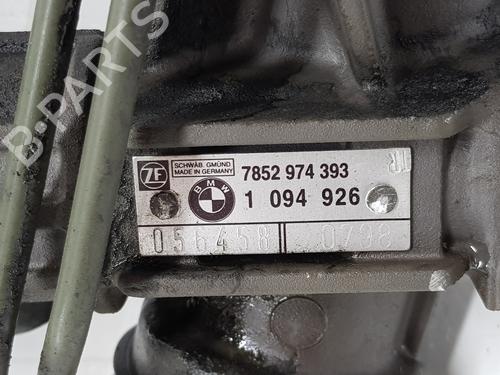 B-PARTS
ZF SCHWÄB. GMÜND
MADE IN GERMANY
7852 974 393
BMW 1 094 926
056458 0798